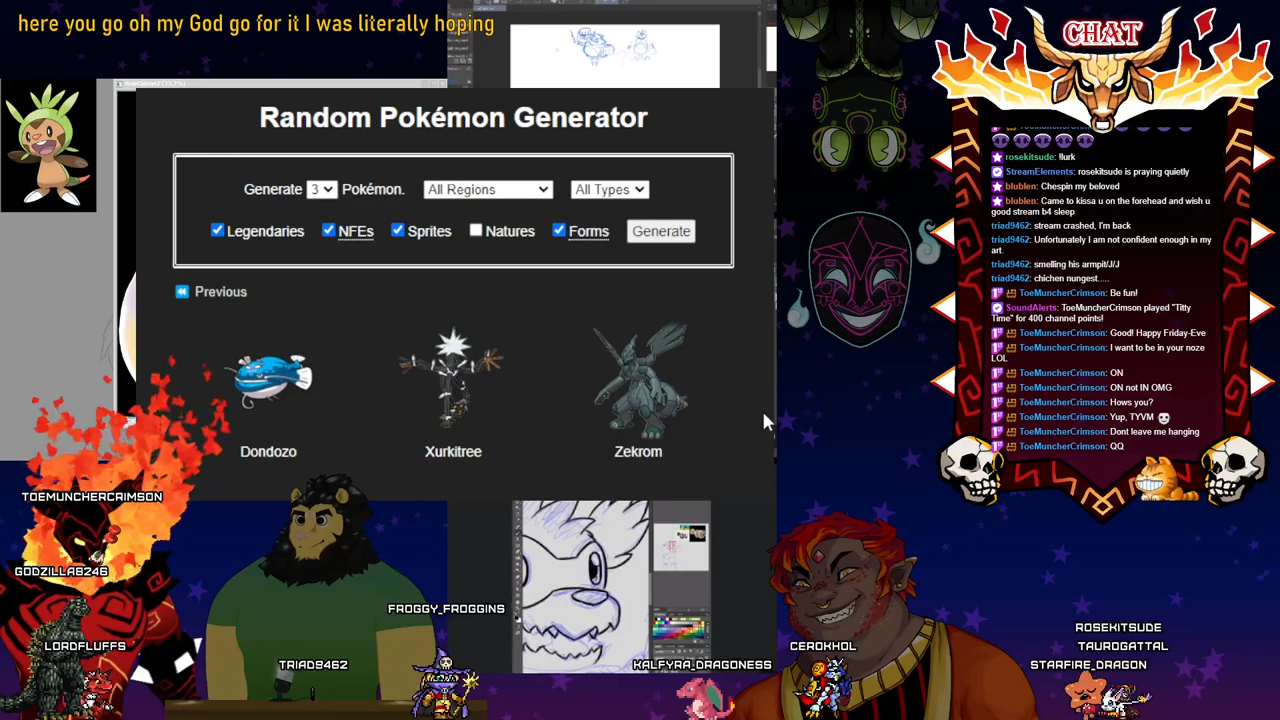 here you go oh my God go for it I was literally hoping
Random Pokémon Generator
Generate 3 Pokémon. All Regions All Types
Legendaries NFEs Sprites Natures Forms Generate
Previous
Dondozo Xurkitree Zekrom
CHAT
rosekitsude: !lurk
StreamElements: rosekitsude is praying quietly
blublen: Chespin my beloved
blublen: Came to kissa u on the forehead and wish u
good stream b4 sleep
triad9462: stream crashed, I'm back
triad9462: Unfortunately I am not confident enough in my
art.
triad9462: smelling his armpit/J/J
triad9462: chichen nungest.....
ToeMuncherCrimson: Be fun!
SoundAlerts: ToeMuncherCrimson played "Titty
Time" for 400 channel points!
ToeMuncherCrimson: Good! Happy Friday-Eve
ToeMuncherCrimson: I want to be in your noze
LOL
ToeMuncherCrimson: ON
ToeMuncherCrimson: ON not IN OMG
ToeMuncherCrimson: Hows you?
ToeMuncherCrimson: Yup, TYVM
ToeMuncherCrimson: Dont leave me hanging
ToeMuncherCrimson: QQ
TOEMUNCHERCRIMSON
GODZILLA8246
LORDFLUFFS
TRIAD9462
FROGGY_FROGGINS
KALFYRA_DRAGONESS
CEROKHOL
ROSEKITSUDE
TAUROGATTAL
STARFIRE_DRAGON